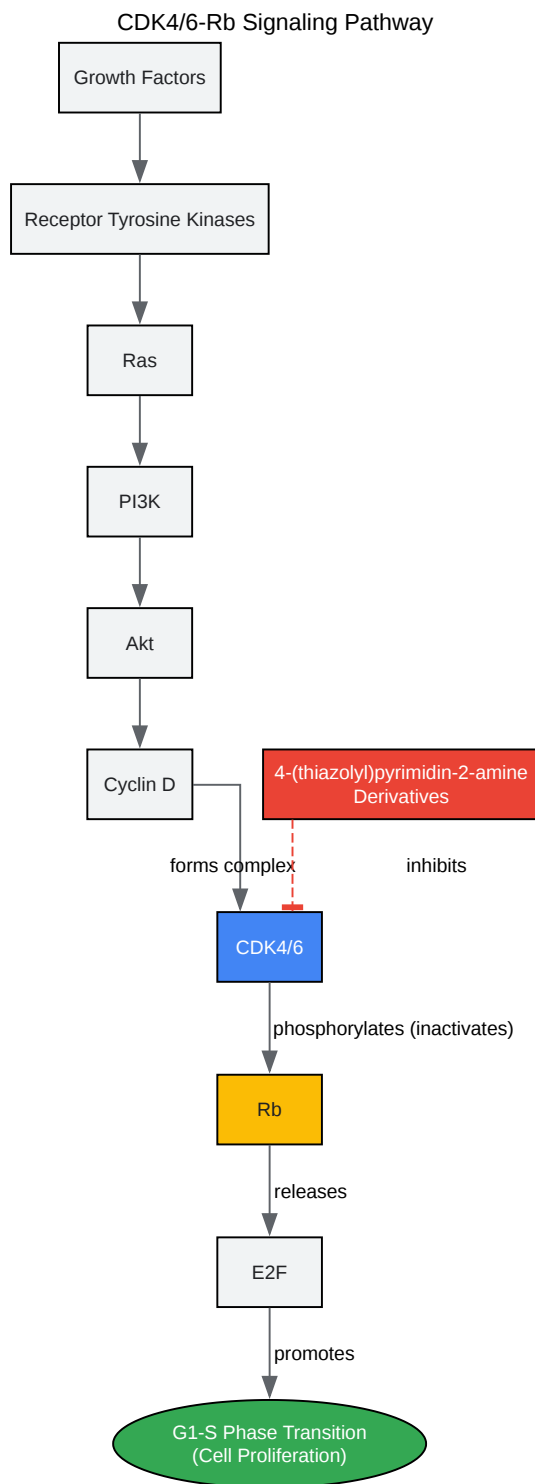 CDK4/6-Rb Signaling Pathway
Growth Factors
Receptor Tyrosine Kinases
Ras
PI3K
Akt
Cyclin D
4-(thiazolyl)pyrimidin-2-amine
Derivatives
forms complex
inhibits
CDK4/6
phosphorylates (inactivates)
Rb
releases
E2F
promotes
G1-S Phase Transition
(Cell Proliferation)